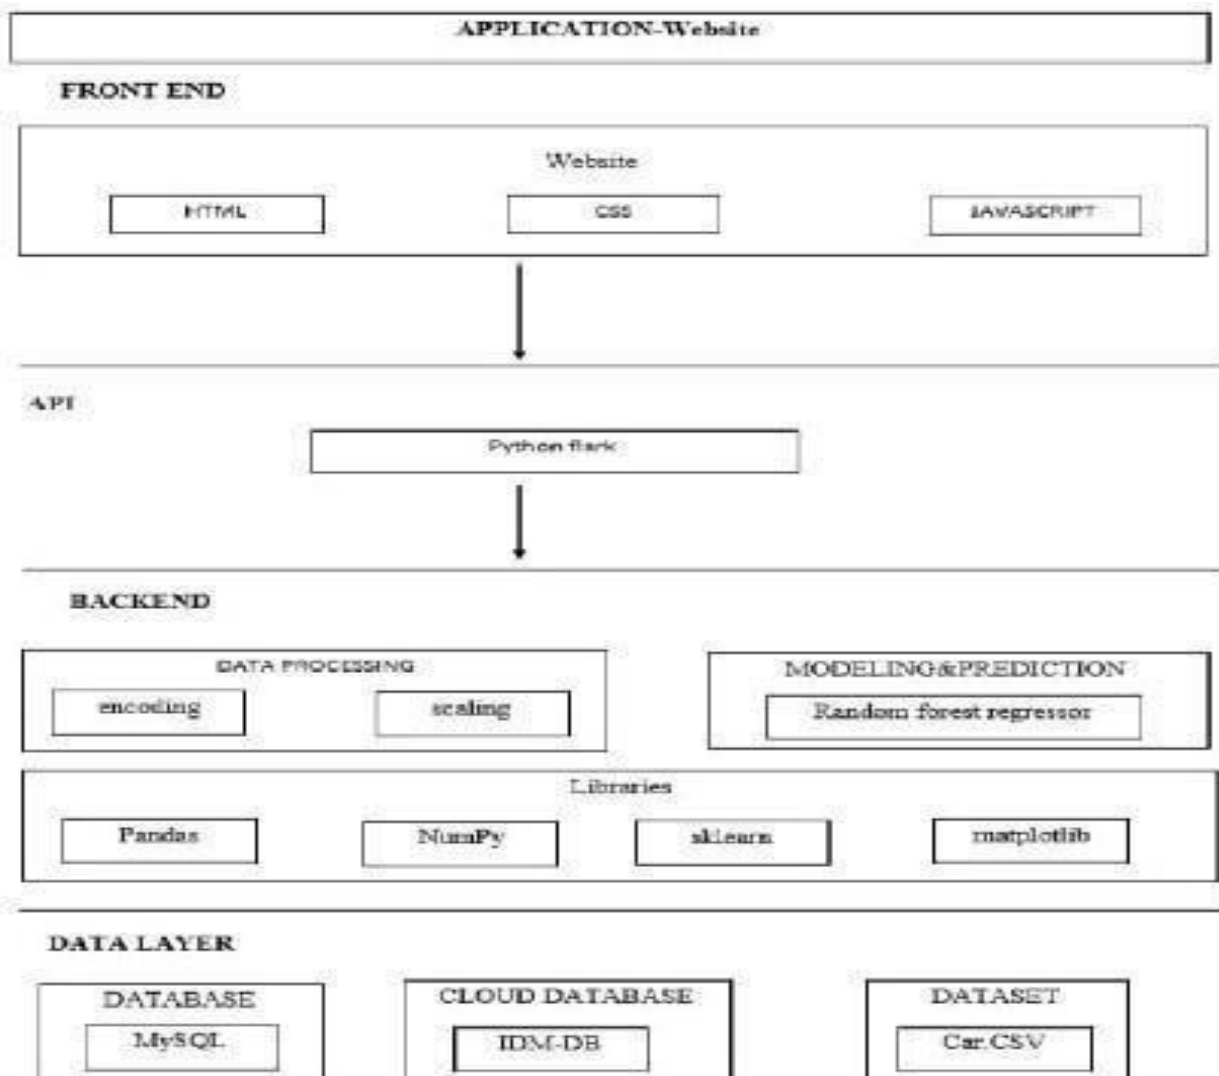 APPLICATION-Website
FRONT END
Website
HTML CSS JAVASCRIPT
API
Python flark
BACKEND
DATA PROCESSING
encoding scaling
MODELING&PREDICTION
Random forest regressor
Libraries
Pandas NumPy sklearn matplotlib
DATA LAYER
DATABASE
MySQL
CLOUD DATABASE
IDM-DB
DATASET
Car.CSV